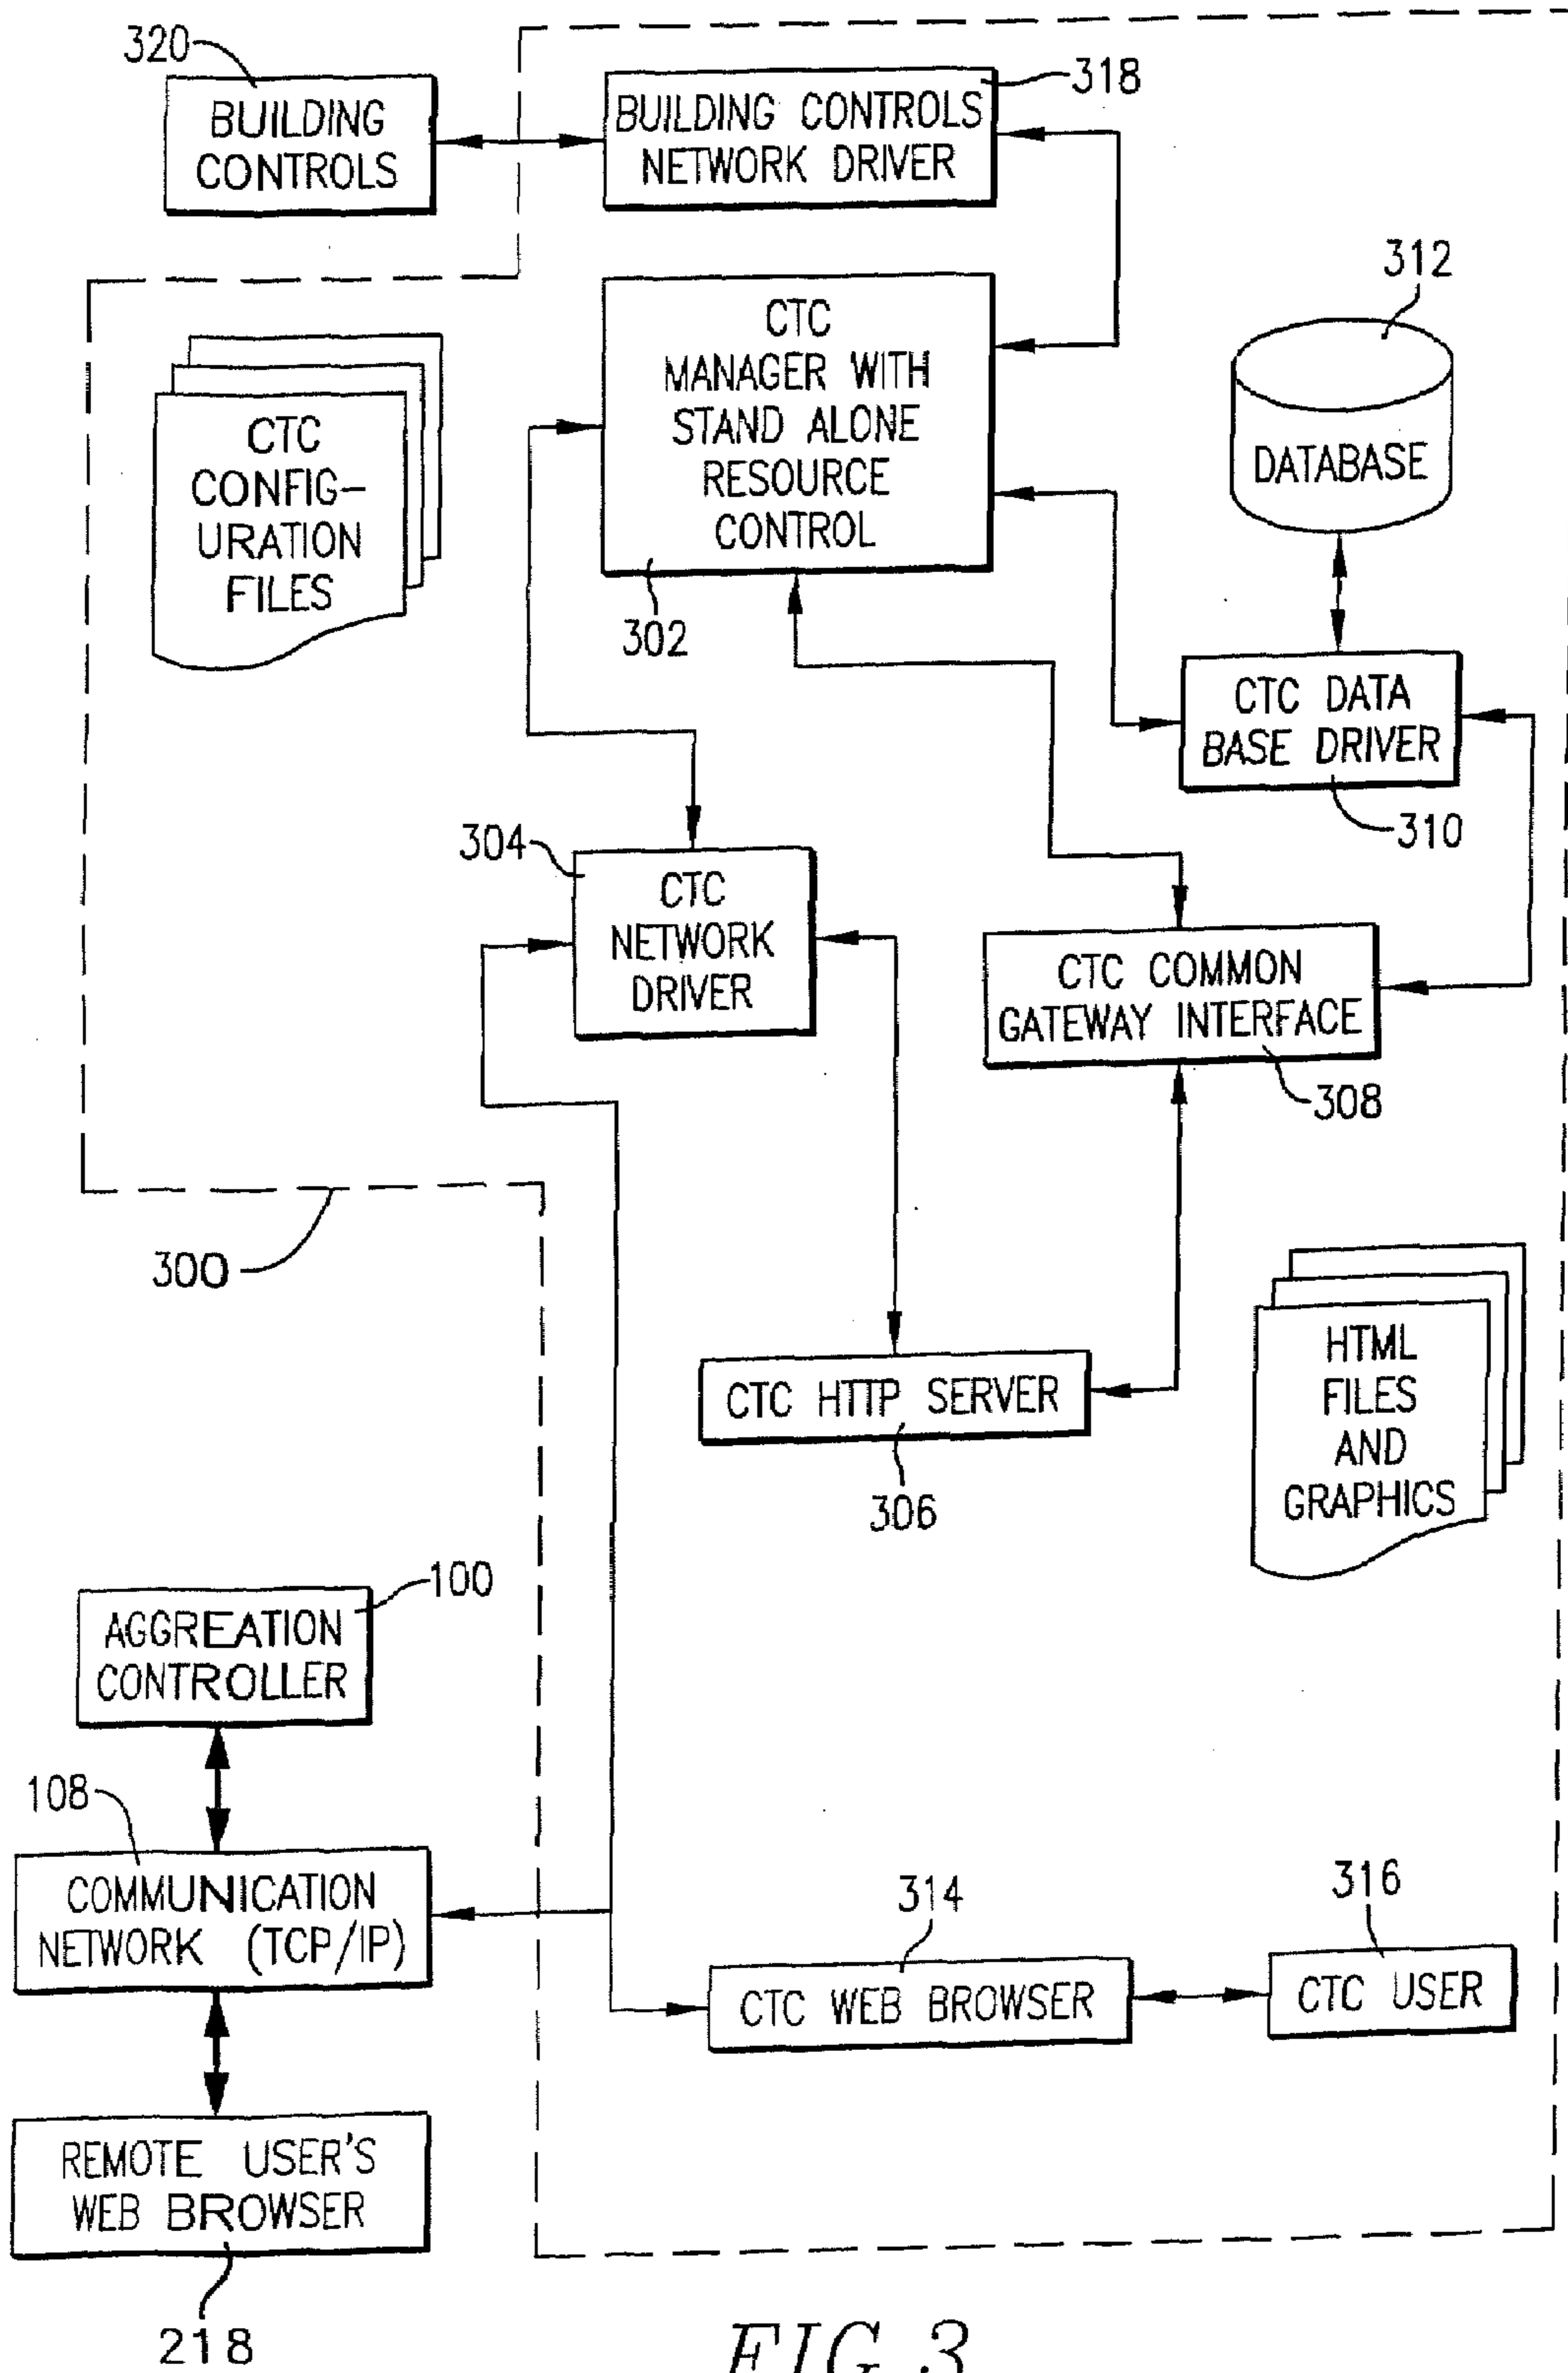 320
BUILDING
CONTROLS
318
BUILDING CONTROLS
NETWORK DRIVER
312
DATABASE
CTC
MANAGER WITH
STAND ALONE
RESOURCE
CONTROL
302
CTC
CONFIG-
URATION
FILES
CTC DATA
BASE DRIVER
310
304
CTC
NETWORK
DRIVER
CTC COMMON
GATEWAY INTERFACE
308
300
CTC HTTP SERVER
306
HTML
FILES
AND
GRAPHICS
100
AGGREATION
CONTROLLER
108
COMMUNICATION
NETWORK (TCP/IP)
314
CTC WEB BROWSER
316
CTC USER
REMOTE USER'S
WEB BROWSER
218
FIG. 3